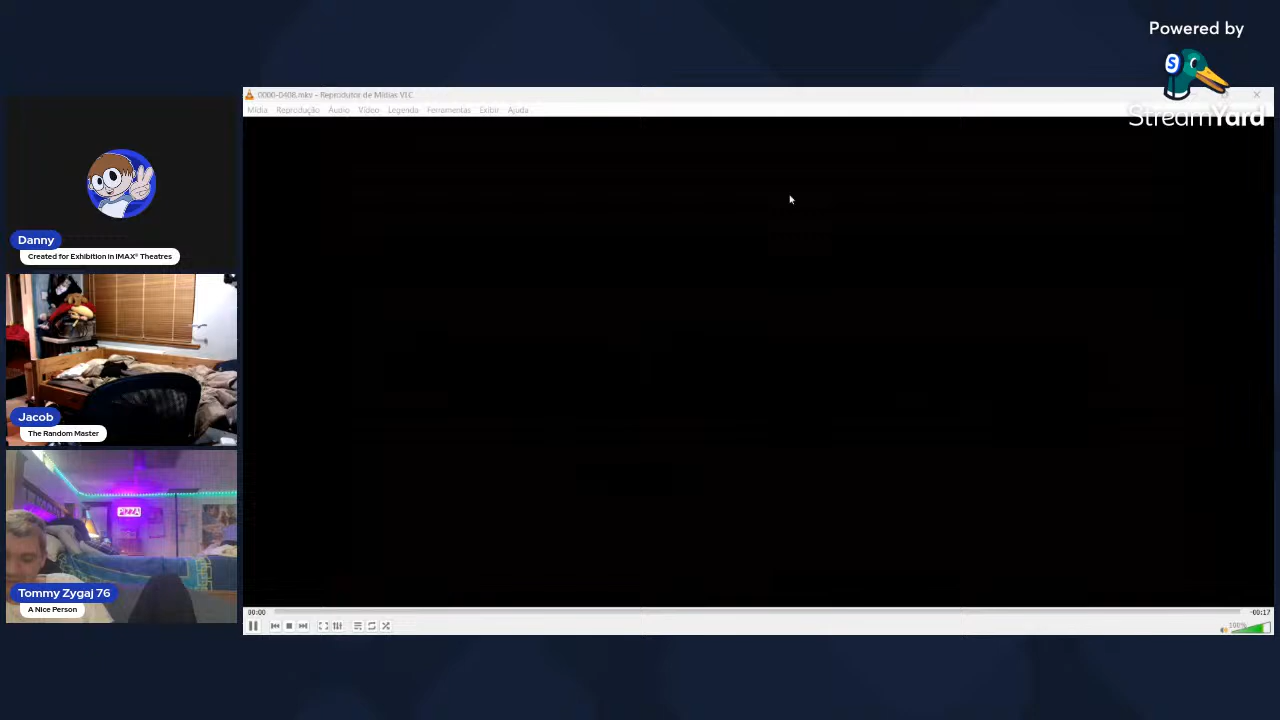 Powered by
StreamYard
0000-0408.mkv - Reprodutor de Mídias VLC
Mídia Reprodução Áudio Vídeo Legenda Ferramentas Exibir Ajuda
Danny
Created for Exhibition in IMAX® Theatres
Jacob
The Random Master
PIZZA
Tommy Zygaj 76
A Nice Person
00:00
-00:17
100%